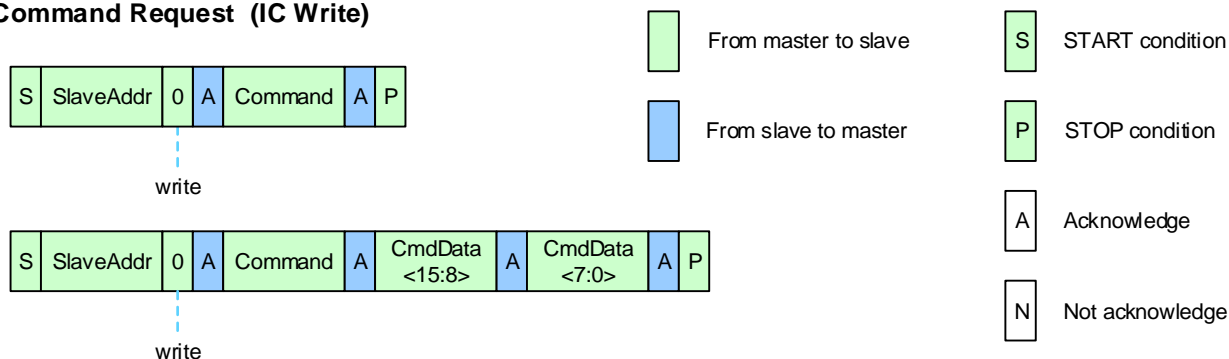 Command Request (IC Write)
From master to slave
S START condition
S SlaveAddr 0 A Command A P
From slave to master
P STOP condition
write
A Acknowledge
S SlaveAddr 0 A Command A CmdData <15:8> A CmdData <7:0> A P
N Not acknowledge
write